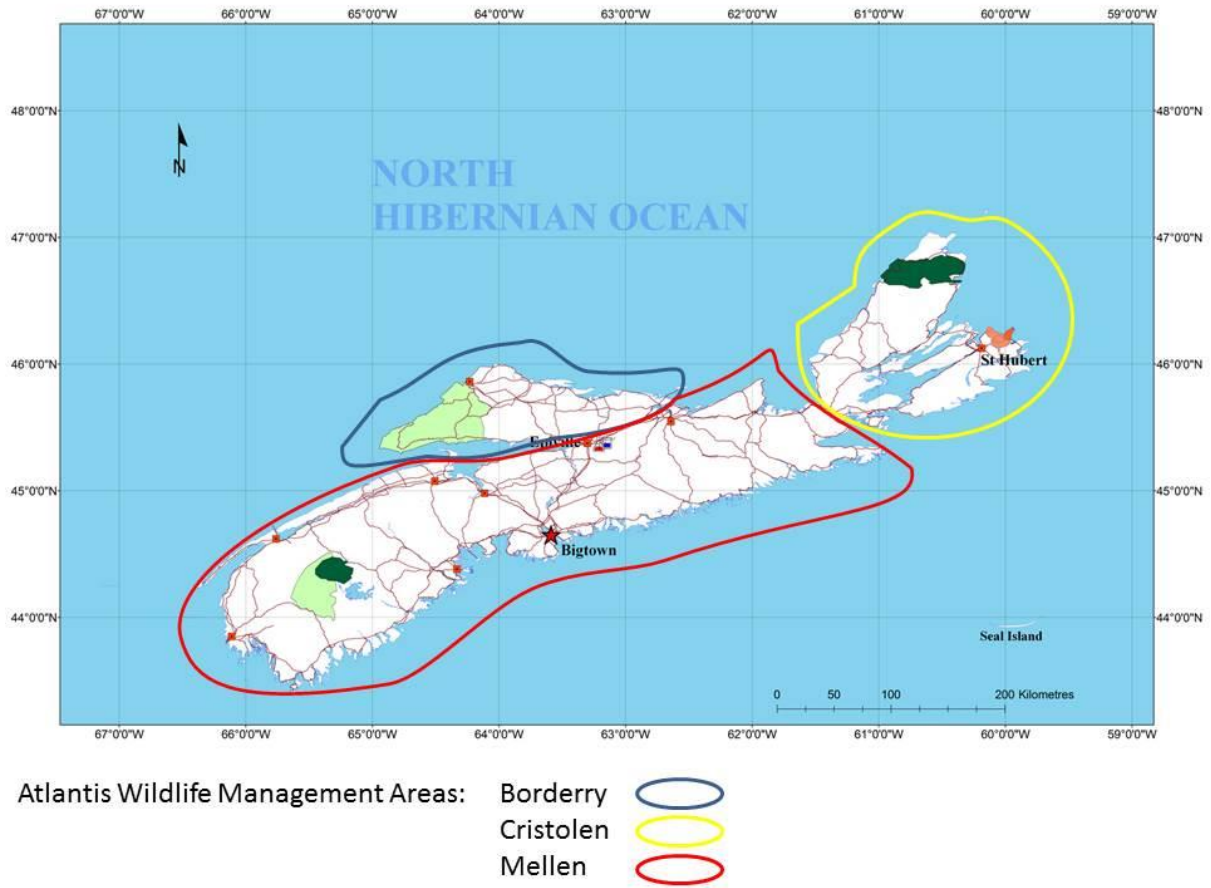 67°0'0"W 66°0'0"W 65°0'0"W 64°0'0"W 63°0'0"W 62°0'0"W 61°0'0"W 60°0'0"W 59°0'0"W
48°0'0"N 48°0'0"N
N
NORTH
HIBERNIAN OCEAN
47°0'0"N 47°0'0"N
46°0'0"N 46°0'0"N
St Hubert
45°0'0"N 45°0'0"N
Bigtown
44°0'0"N 44°0'0"N
Seal Island
0 50 100 200 Kilometres
67°0'0"W 66°0'0"W 65°0'0"W 64°0'0"W 63°0'0"W 62°0'0"W 61°0'0"W 60°0'0"W 59°0'0"W
Atlantis Wildlife Management Areas: Borderry
Cristolen
Mellen